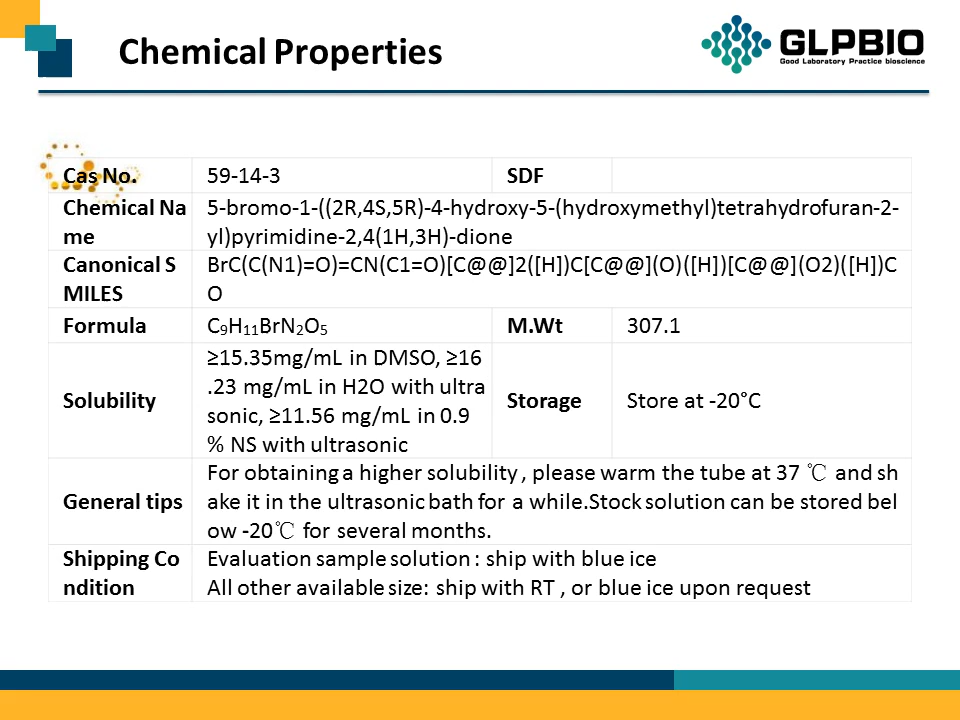 Chemical Properties
GLPBIO
Good Laboratory Practice bioscience
Cas No. 59-14-3 SDF
Chemical Na
me
5-bromo-1-((2R,4S,5R)-4-hydroxy-5-(hydroxymethyl)tetrahydrofuran-2-
yl)pyrimidine-2,4(1H,3H)-dione
Canonical S
MILES
BrC(C(N1)=O)=CN(C1=O)[C@@]2([H])C[C@@](O)([H])[C@@](O2)([H])C
O
Formula C₉H₁₁BrN₂O₅ M.Wt 307.1
Solubility
≥15.35mg/mL in DMSO, ≥16
.23 mg/mL in H2O with ultra
sonic, ≥11.56 mg/mL in 0.9
% NS with ultrasonic
Storage Store at -20°C
General tips
For obtaining a higher solubility , please warm the tube at 37 ℃ and sh
ake it in the ultrasonic bath for a while.Stock solution can be stored bel
ow -20℃ for several months.
Shipping Co
ndition
Evaluation sample solution : ship with blue ice
All other available size: ship with RT , or blue ice upon request